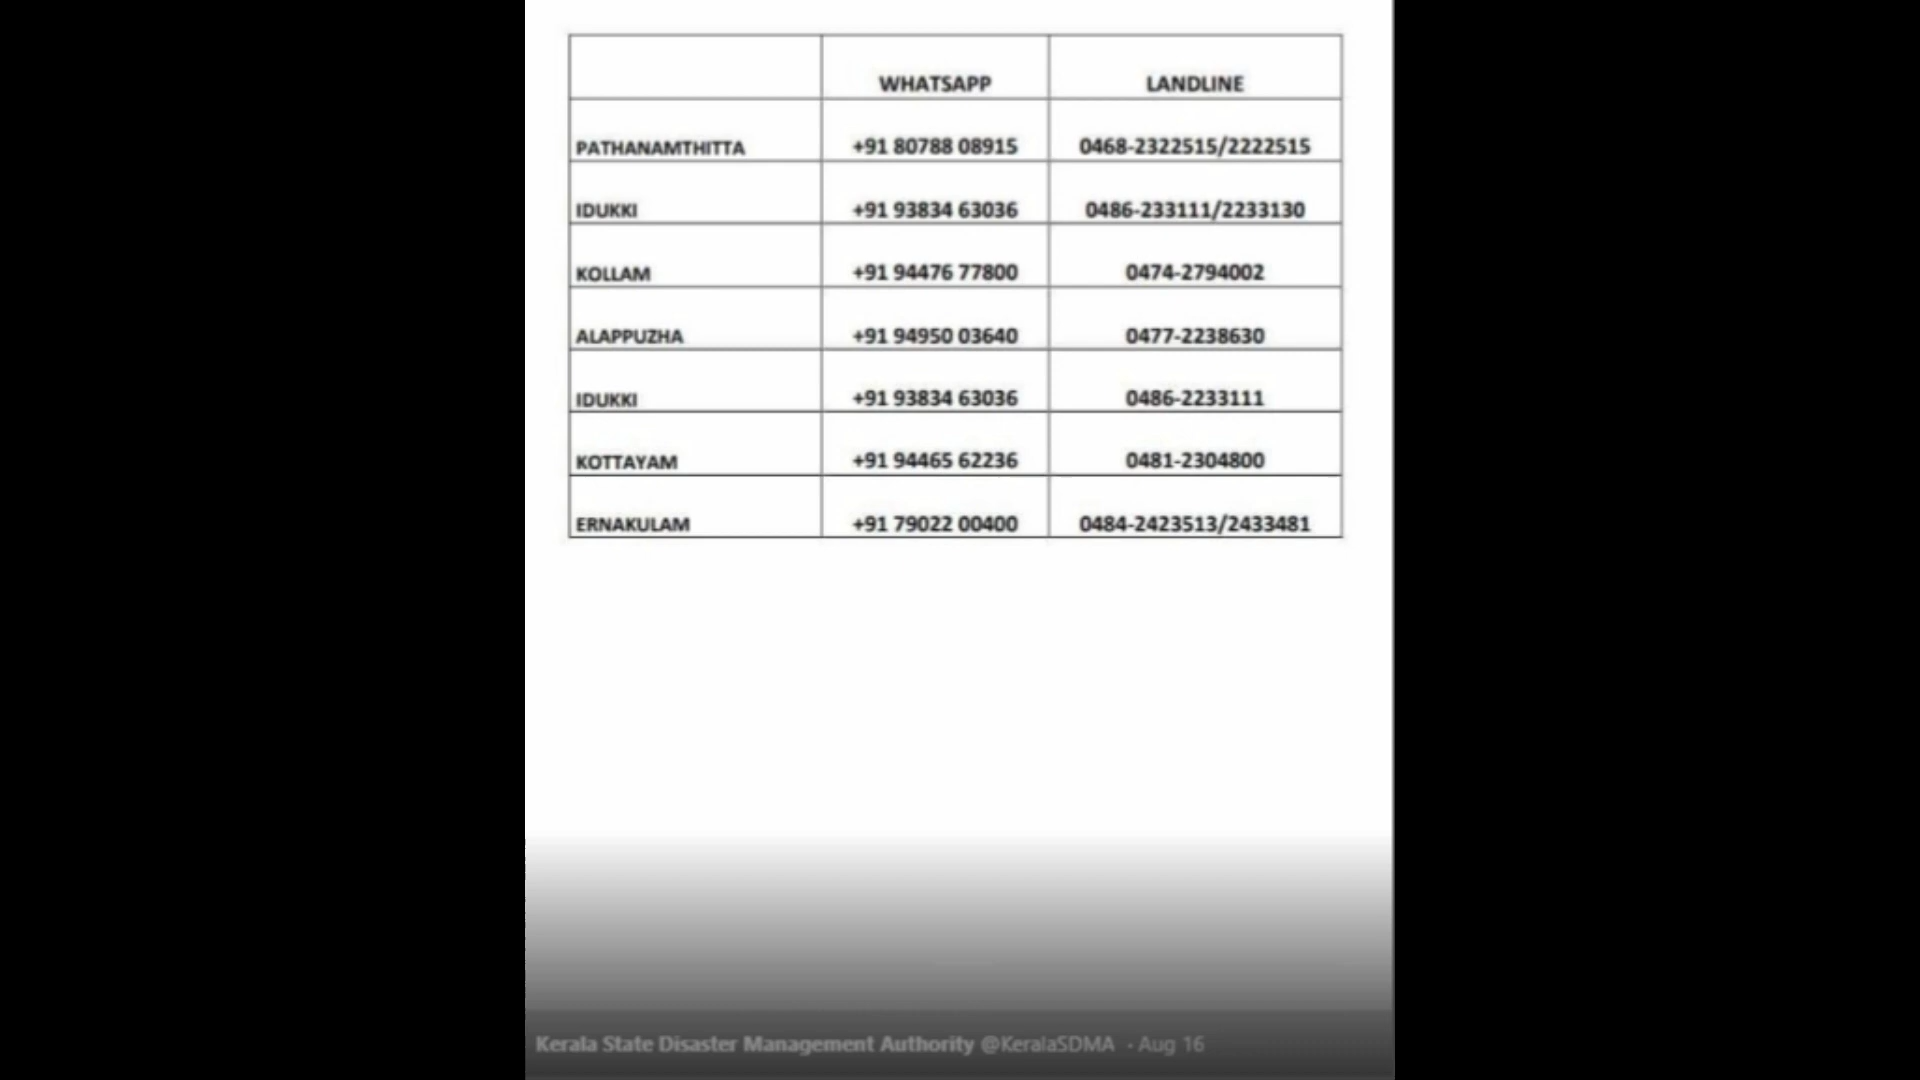 WHATSAPP LANDLINE
PATHANAMTHITTA +91 80788 08915 0468-2322515/2222515
IDUKKI +91 93834 63036 0486-233111/2233130
KOLLAM +91 94476 77800 0474-2794002
ALAPPUZHA +91 94950 03640 0477-2238630
IDUKKI +91 93834 63036 0486-2233111
KOTTAYAM +91 94465 62236 0481-2304800
ERNAKULAM +91 79022 00400 0484-2423513/2433481
Kerala State Disaster Management Authority @KeralaSDMA · Aug 16